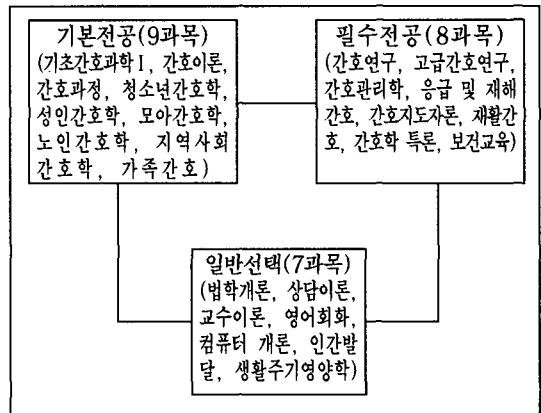 기본전공(9과목)
(기초간호과학I, 간호이론,
간호과정, 청소년간호학,
성인간호학, 모아간호학,
노인간호학, 지역사회
간호학, 가족간호)
필수전공(8과목)
(간호연구, 고급간호연구,
간호관리학, 응급 및 재해
간호, 간호지도자론, 재활간
호, 간호학 특론, 보건교육)
일반선택(7과목)
(법학개론, 상담이론,
교수이론, 영어회화,
컴퓨터 개론, 인간발
달, 생활주기영양학)